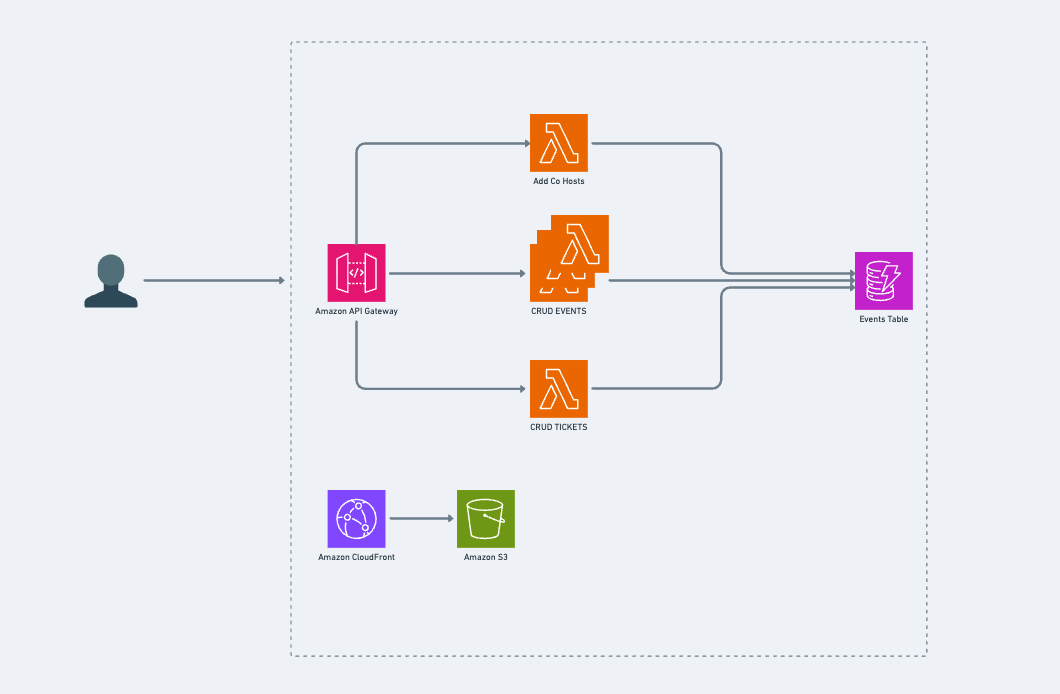 Add Co Hosts
Amazon API Gateway
CRUD EVENTS
Events Table
CRUD TICKETS
Amazon CloudFront
Amazon S3